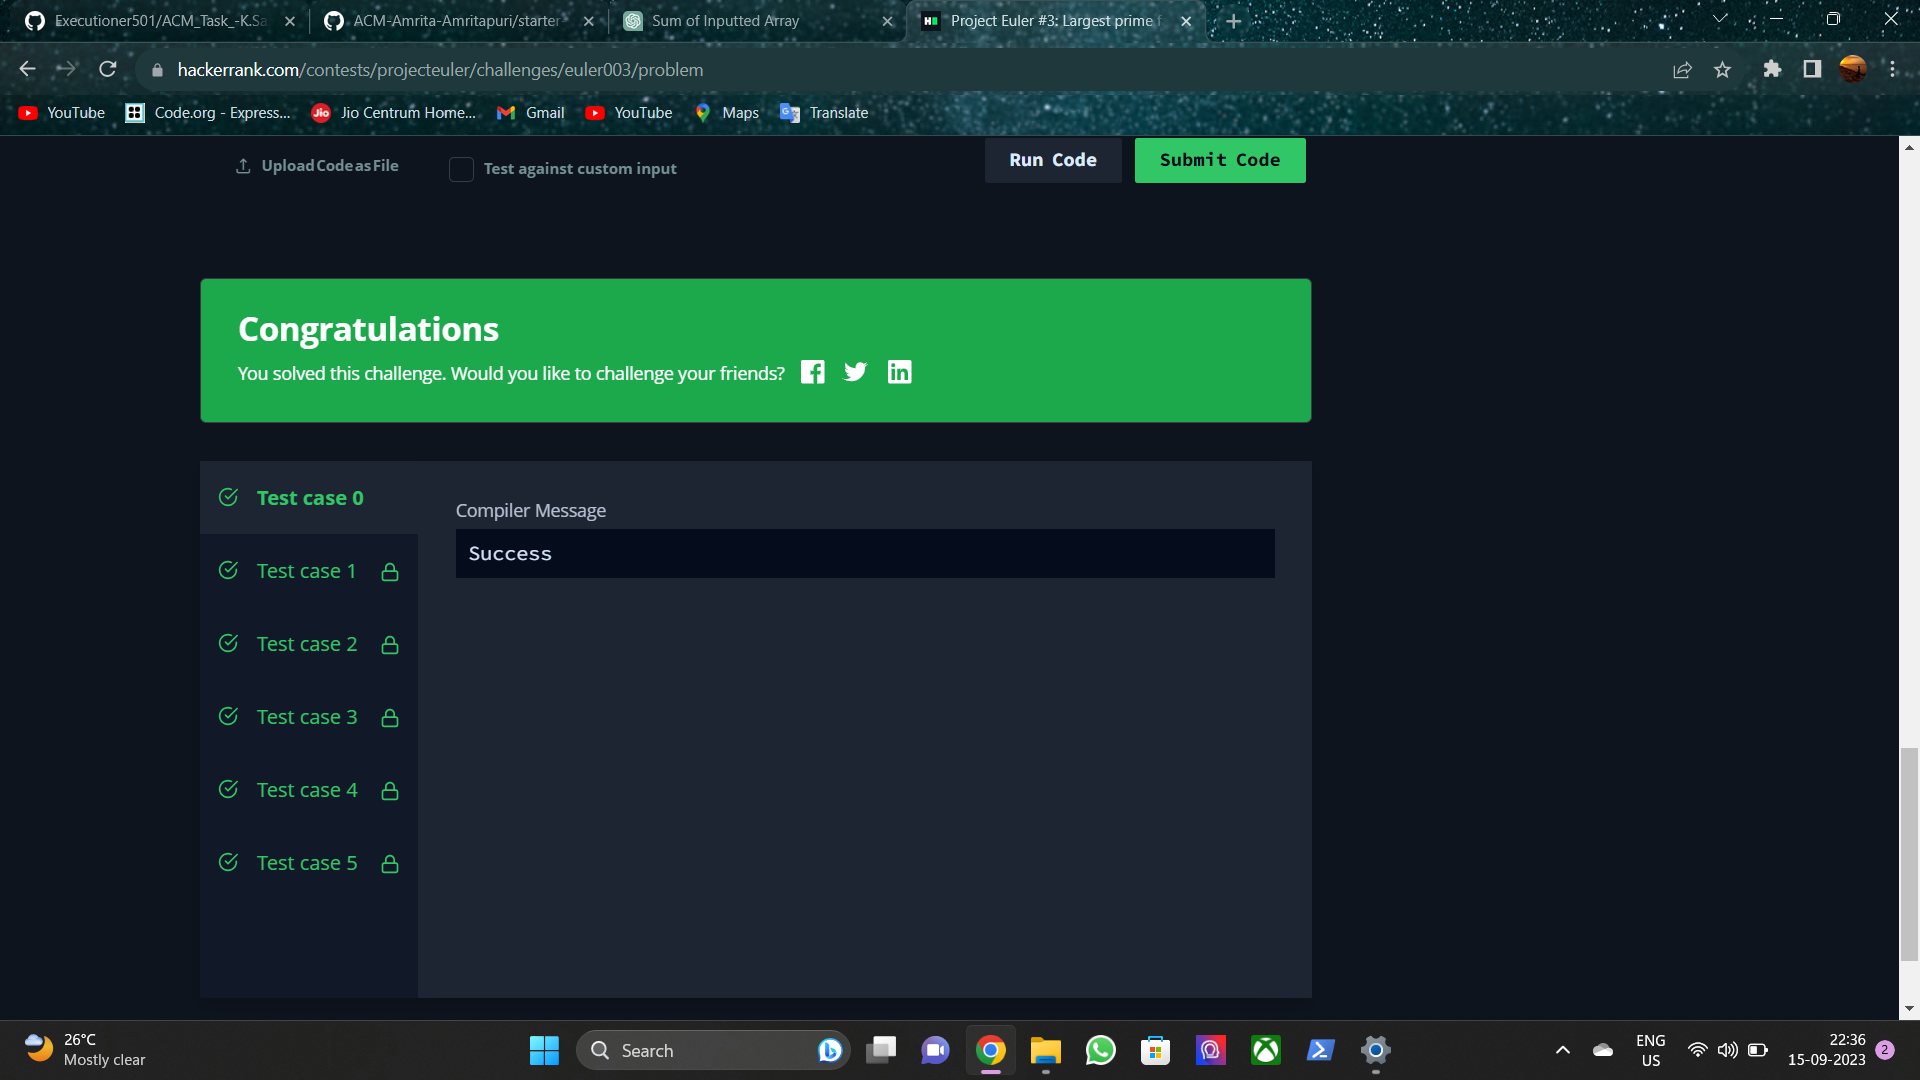 Executioner501/ACM_Task_-K.Sa
ACM-Amrita-Amritapuri/starter-
Sum of Inputted Array
Project Euler #3: Largest prime f
hackerrank.com/contests/projecteuler/challenges/euler003/problem
YouTube
Code.org - Express...
Jio Centrum Home...
Gmail
YouTube
Maps
Translate
Upload Code as File
Test against custom input
Run Code
Submit Code
Congratulations
You solved this challenge. Would you like to challenge your friends?
Test case 0
Test case 1
Test case 2
Test case 3
Test case 4
Test case 5
Compiler Message
Success
26°C
Mostly clear
Search
ENG
US
22:36
15-09-2023
2